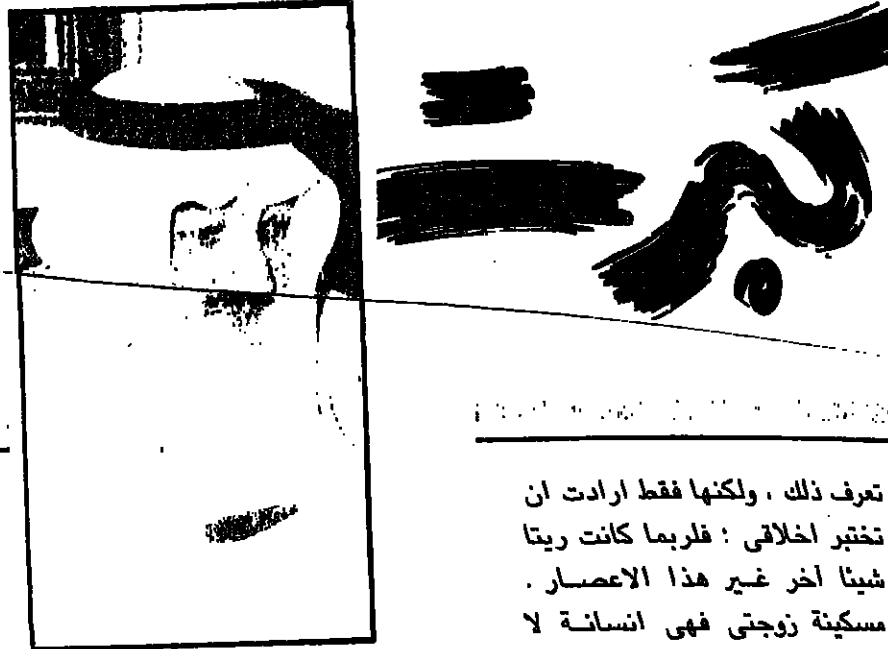 تعرف ذلك ، ولكنها فقط ارادت ان
تختبر اخلاقى : فلربما كانت ريتا
شيئا آخر غير هذا الاعصار .
مسكينة زوجتى فهى انسانة لا